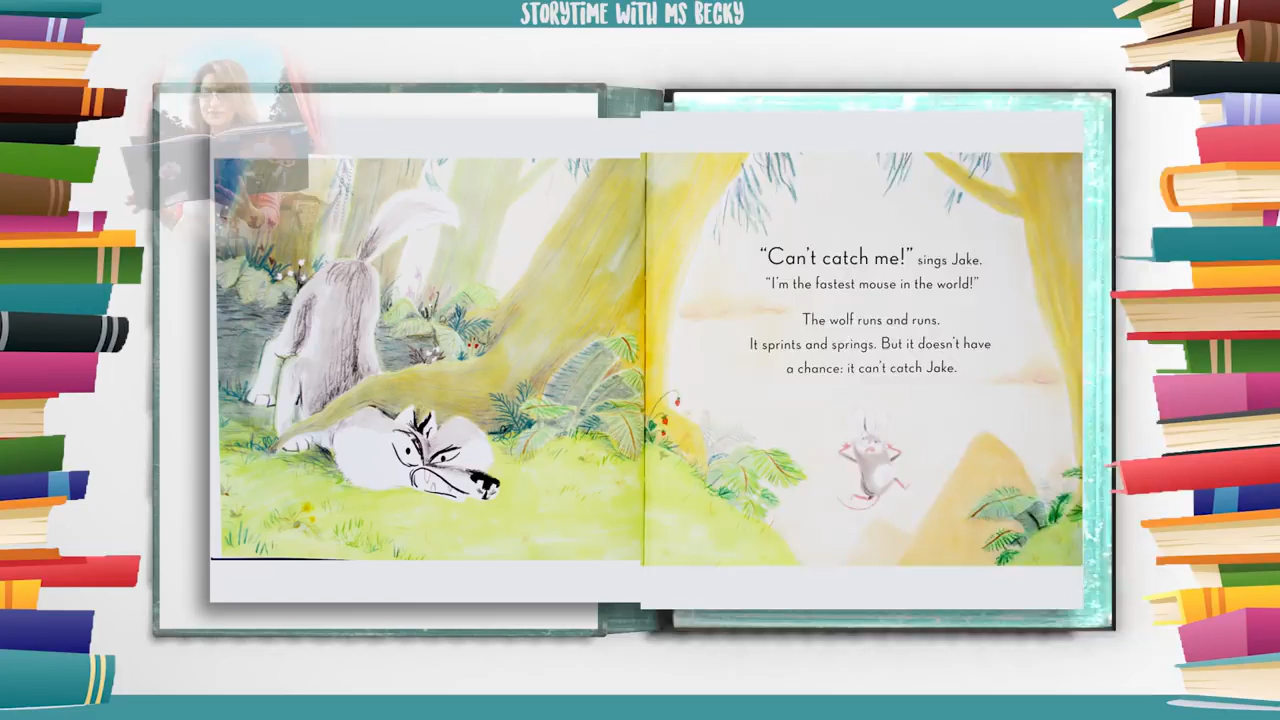 STORYTIME WITH MS BECKY
“Can’t catch me!” sings Jake.
“I’m the fastest mouse in the world!”
The wolf runs and runs.
It sprints and springs. But it doesn’t have
a chance: it can’t catch Jake.